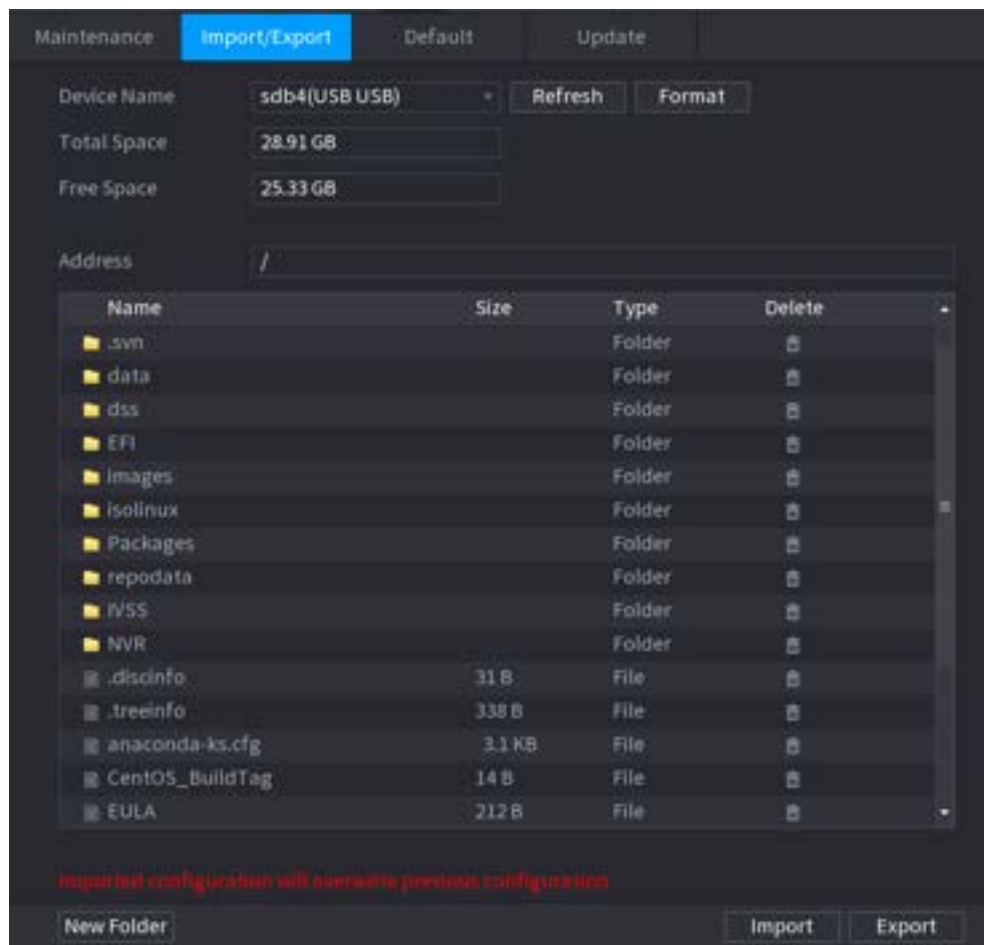 Maintenance Import/Export Default Update
Device Name sdb4(USB USB) Refresh Format
Total Space 28.91 GB
Free Space 25.33 GB
Address /
Name Size Type Delete
.svn Folder
data Folder
dss Folder
EFI Folder
images Folder
isolinux Folder
Packages Folder
repodata Folder
IVSS Folder
NVR Folder
.discinfo 31 B File
.treeinfo 338 B File
anaconda-ks.cfg 3.1 KB File
CentOS_BuildTag 14 B File
EULA 212 B File
Imported configuration will overwrite previous configuration
New Folder Import Export